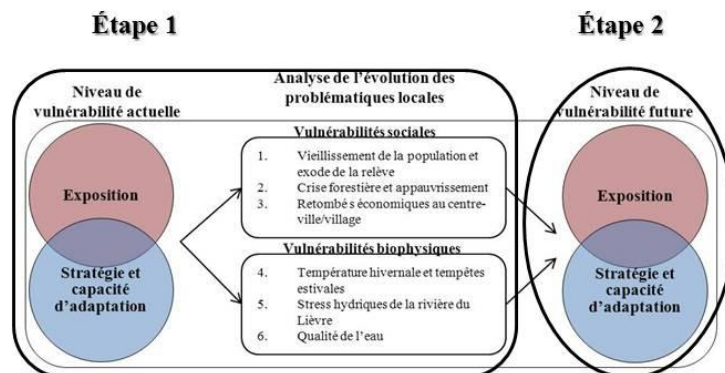 Étape 1
Étape 2
Niveau de
vulnérabilité actuelle
Analyse de l'évolution des
problématiques locales
Niveau de
vulnérabilité future
Exposition
Stratégie et
capacité
d'adaptation
Vulnérabilités sociales
1. Vieillissement de la population et
exode de la relève
2. Crise forestière et appauvrissement
3. Retombé s économiques au centre-
ville/village
Vulnérabilités biophysiques
4. Température hivernale et tempêtes
estivales
5. Stress hydriques de la rivière du
Lièvre
6. Qualité de l'eau
Exposition
Stratégie et
capacité
d'adaptation